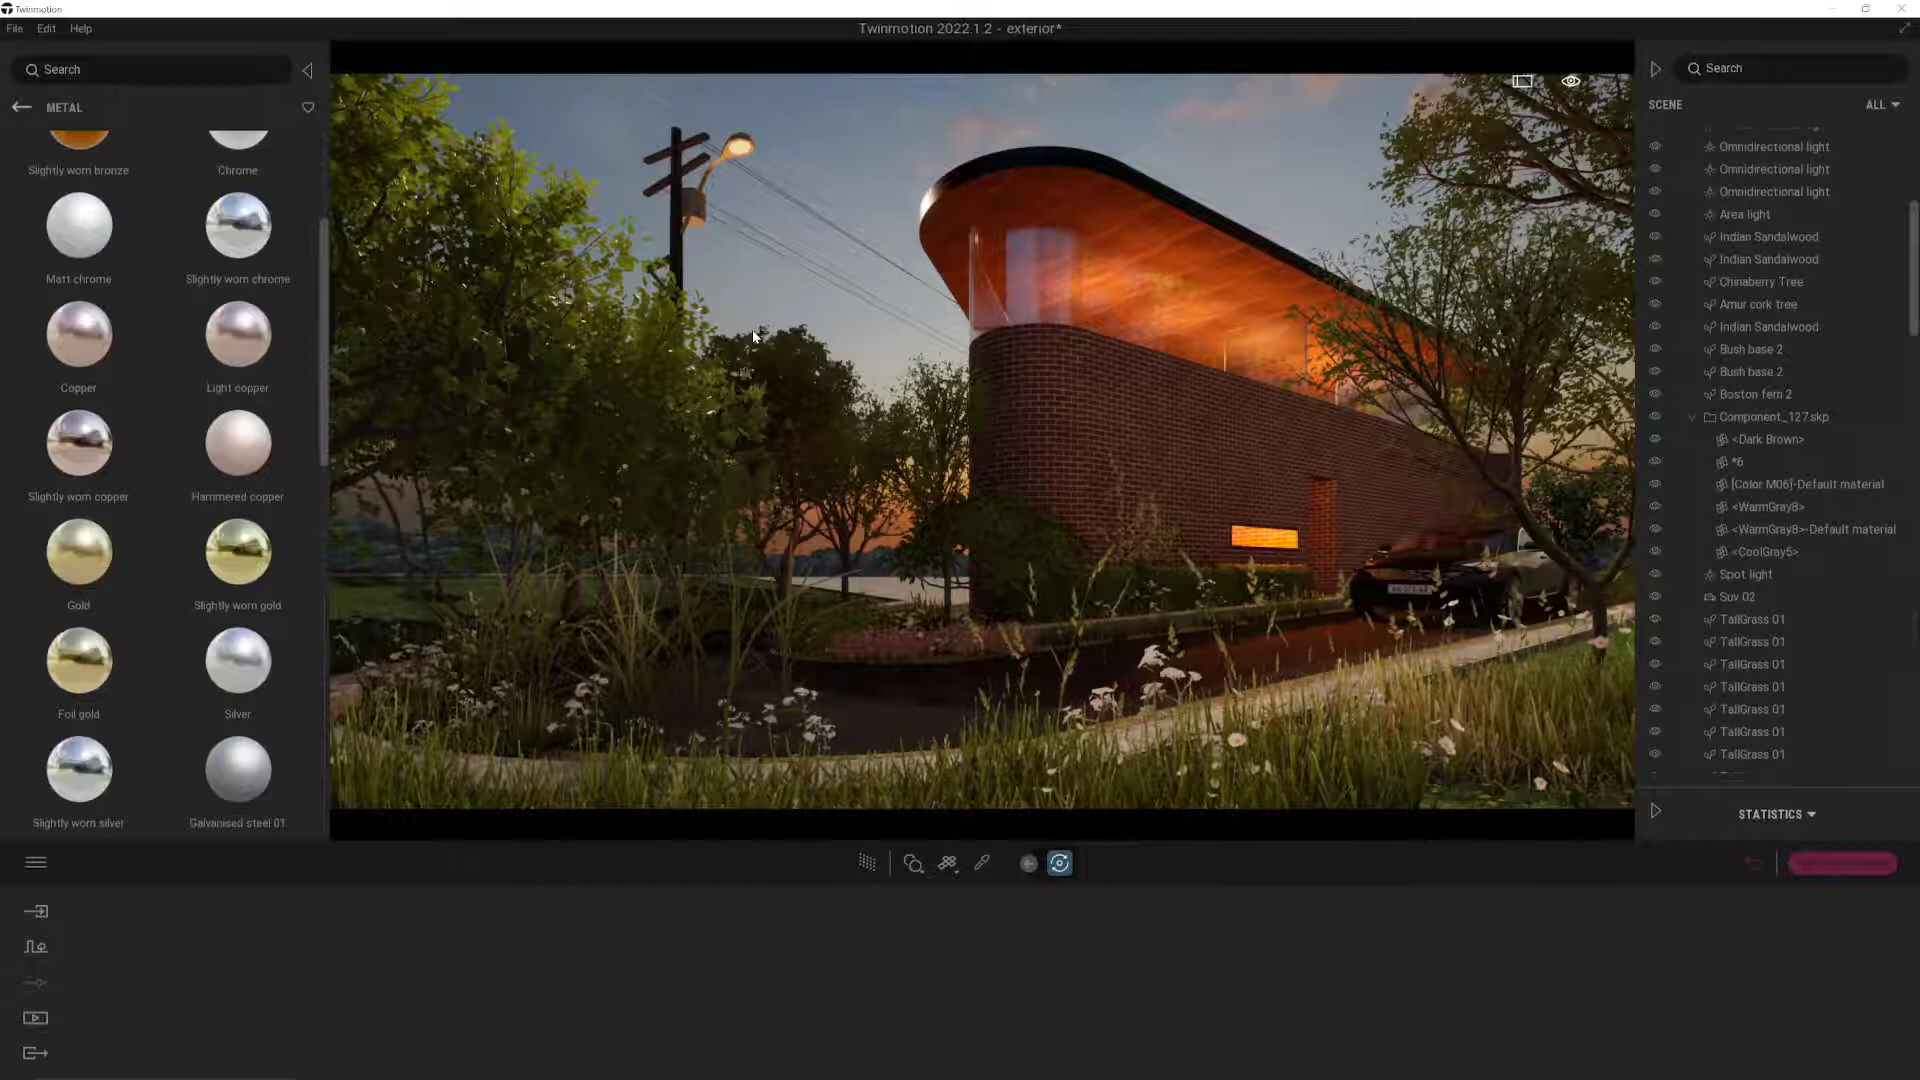 Twinmotion
File Edit Help
Twinmotion 2022.1.2 - exterior*
Search
METAL
Slightly worn bronze
Chrome
Matt chrome
Slightly worn chrome
Copper
Light copper
Slightly worn copper
Hammered copper
Gold
Slightly worn gold
Foil gold
Silver
Slightly worn silver
Galvanised steel 01
Search
SCENE
ALL
Omnidirectional light
Omnidirectional light
Omnidirectional light
Area light
Indian Sandalwood
Indian Sandalwood
Chinaberry Tree
Amur cork tree
Indian Sandalwood
Bush base 2
Bush base 2
Boston fern 2
Component_127.skp
<Dark Brown>
*6
[Color M06]-Default material
<WarmGray8>
<WarmGray8>-Default material
<CoolGray5>
Spot light
Suv 02
TallGrass 01
TallGrass 01
TallGrass 01
TallGrass 01
TallGrass 01
TallGrass 01
TallGrass 01
STATISTICS